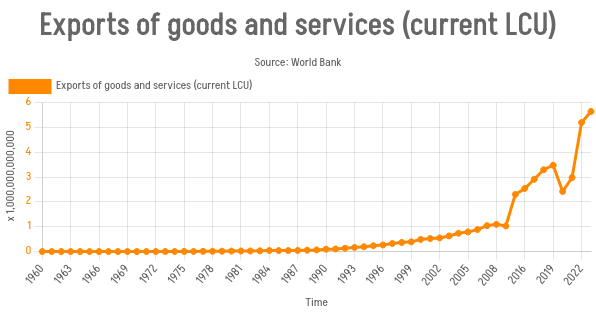 Exports of goods and services (current LCU)
Source: World Bank
Exports of goods and services (current LCU)
6
5
4
3
2
1
0
x 1,000,000,000,000
1960 1963 1966 1969 1972 1975 1978 1981 1984 1987 1990 1993 1996 1999 2002 2005 2008 2016 2019 2022
Time